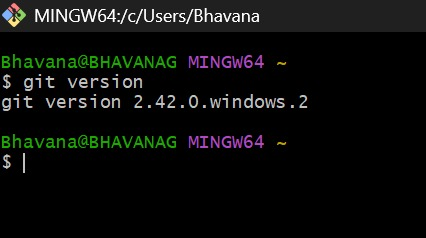 MINGW64:/c/Users/Bhavana
Bhavana@BHAVANAG MINGW64 ~
$ git version
git version 2.42.0.windows.2
Bhavana@BHAVANAG MINGW64 ~
$